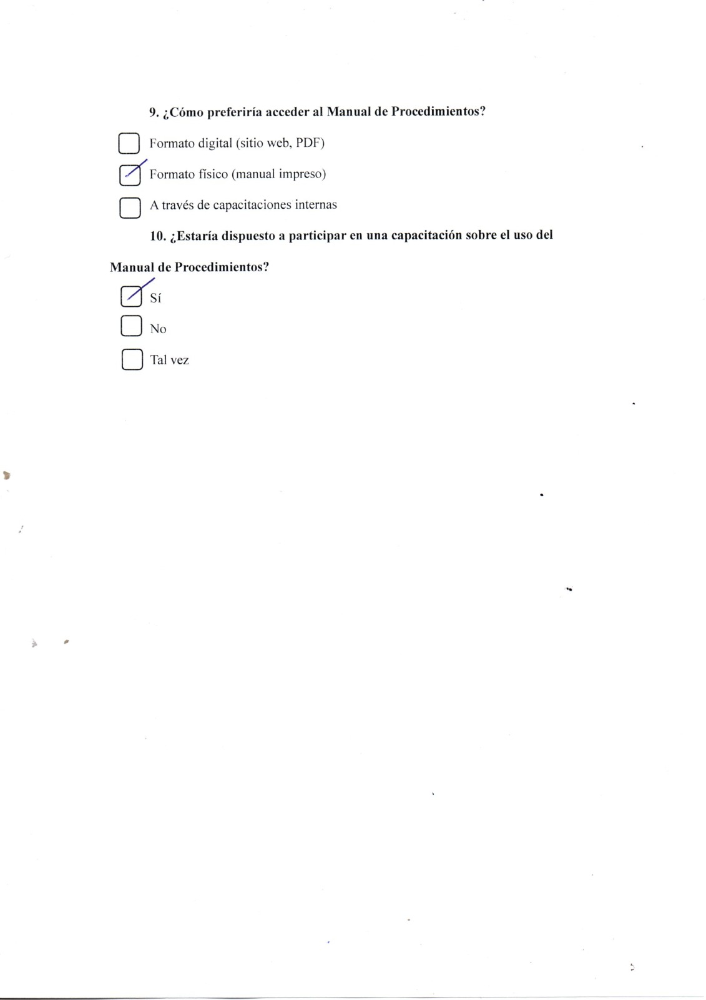 9. ¿Cómo preferiría acceder al Manual de Procedimientos?
Formato digital (sitio web, PDF)
Formato físico (manual impreso)
A través de capacitaciones internas
10. ¿Estaría dispuesto a participar en una capacitación sobre el uso del
Manual de Procedimientos?
Sí
No
Tal vez